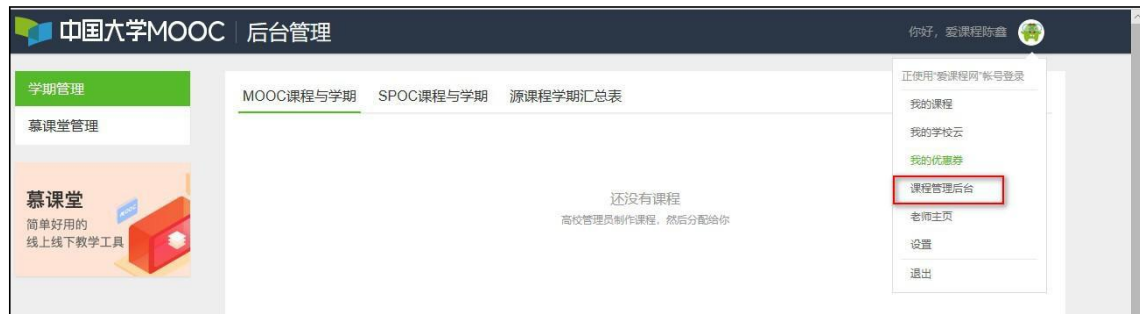 中国大学MOOC 后台管理
你好，爱课程陈鑫
学期管理
慕课堂管理
慕课堂
简单好用的
线上线下教学工具
MOOC课程与学期 SPOC课程与学期 源课程学期汇总表
还没有课程
高校管理员制作课程，然后分配给你
正使用“爱课程网”帐号登录
我的课程
我的学校云
我的优惠券
课程管理后台
老师主页
设置
退出